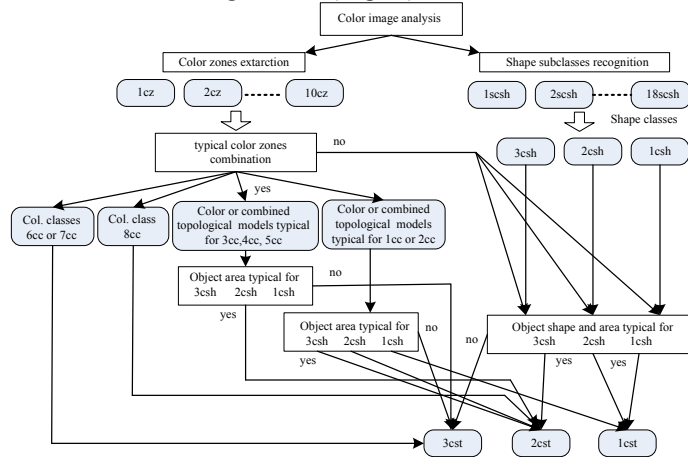 Color image analysis
Color zones extarction
Shape subclasses recognition
1cz
2cz
10cz
1scsh
2scsh
18scsh
Shape classes
typical color zones
combination
no
3csh
2csh
1csh
yes
Col. classes
6cc or 7cc
Col. class
8cc
Color or combined
topological models typical
for 3cc,4cc, 5cc
Color or combined
topological models
typical for 1cc or 2cc
Object area typical for
3csh 2csh 1csh
no
yes
Object area typical for
3csh 2csh 1csh
no
yes
Object shape and area typical for
3csh 2csh 1csh
no
yes
yes
3cst
2cst
1cst